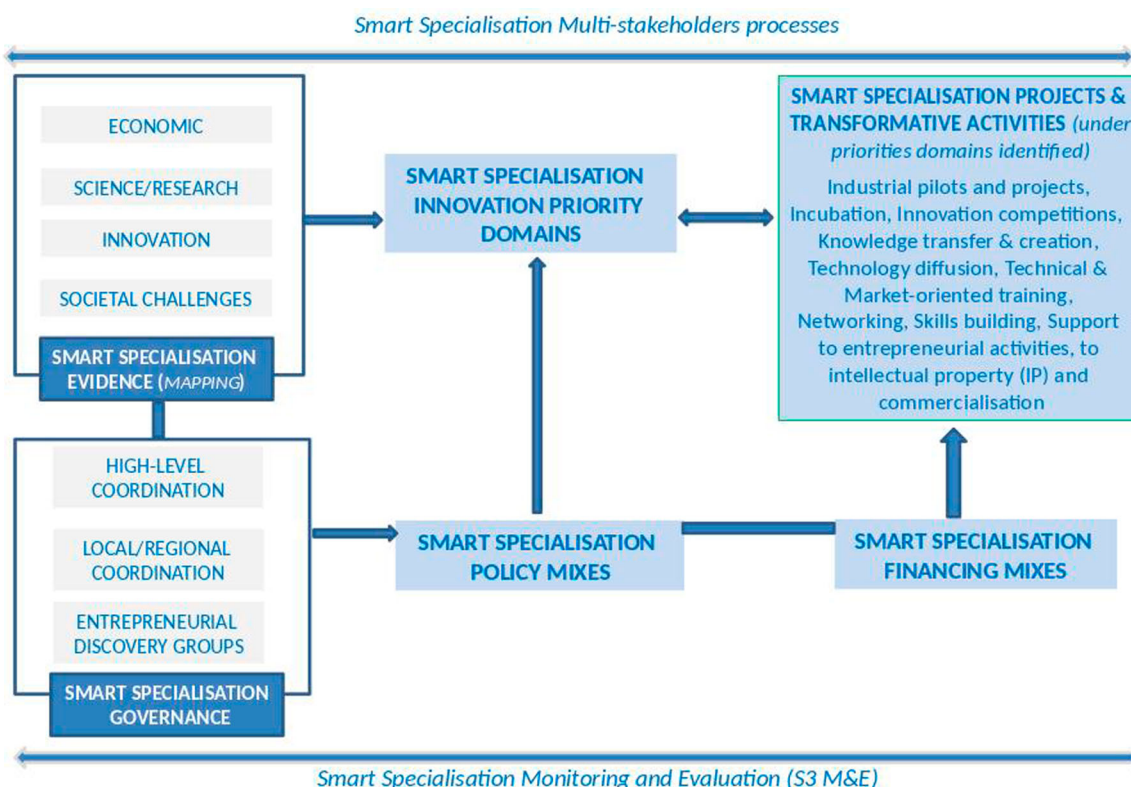 Smart Specialisation Multi-stakeholders processes
ECONOMIC
SCIENCE/RESEARCH
INNOVATION
SOCIETAL CHALLENGES
SMART SPECIALISATION
EVIDENCE (MAPPING)
HIGH-LEVEL
COORDINATION
LOCAL/REGIONAL
COORDINATION
ENTREPRENEURIAL
DISCOVERY GROUPS
SMART SPECIALISATION
GOVERNANCE
SMART SPECIALISATION
INNOVATION PRIORITY
DOMAINS
SMART SPECIALISATION
POLICY MIXES
SMART SPECIALISATION PROJECTS &
TRANSFORMATIVE ACTIVITIES (under
priorities domains identified)
Industrial pilots and projects,
Incubation, Innovation competitions,
Knowledge transfer & creation,
Technology diffusion, Technical &
Market-oriented training,
Networking, Skills building, Support
to entrepreneurial activities, to
intellectual property (IP) and
commercialisation
SMART SPECIALISATION
FINANCING MIXES
Smart Specialisation Monitoring and Evaluation (S3 M&E)